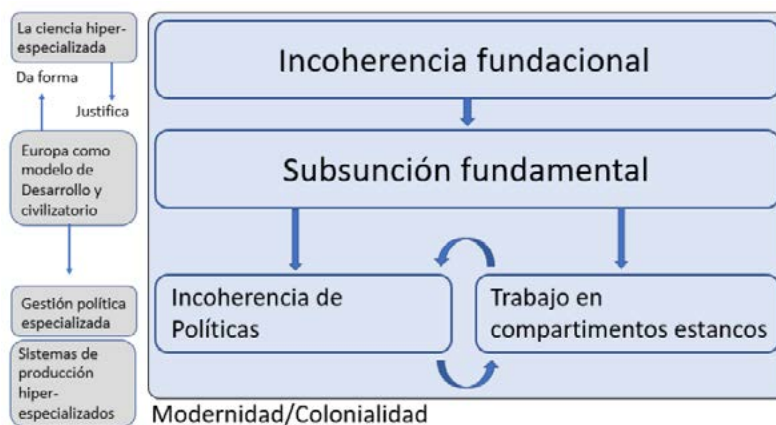 La ciencia hiper-
especializada
Da forma
Justifica
Europa como
modelo de
Desarrollo y
civilizatorio
Gestión política
especializada
Sistemas de
producción
hiper-
especializados
Incoherencia fundacional
Subsunción fundamental
Incoherencia de
Políticas
Trabajo en
compartimentos estancos
Modernidad/Colonialidad